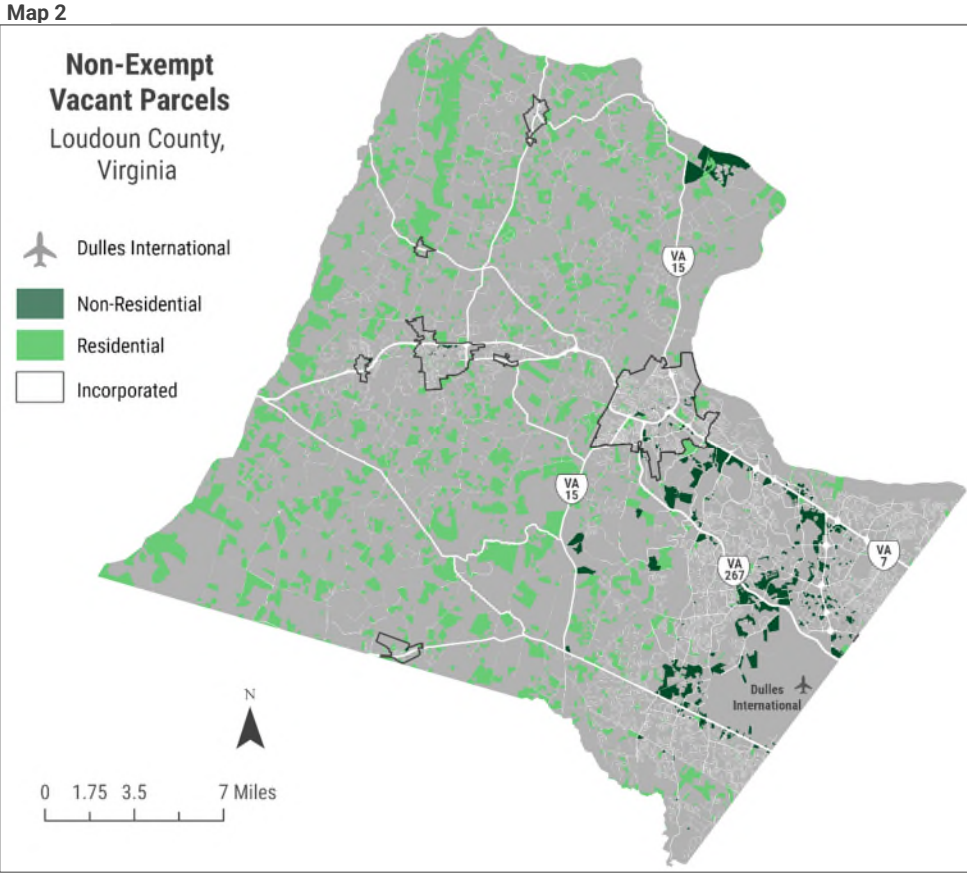 Map 2
Non-Exempt
Vacant Parcels
Loudoun County,
Virginia
Dulles International
Non-Residential
Residential
Incorporated
VA
15
VA
15
VA
7
VA
267
Dulles
International
N
0 1.75 3.5 7 Miles